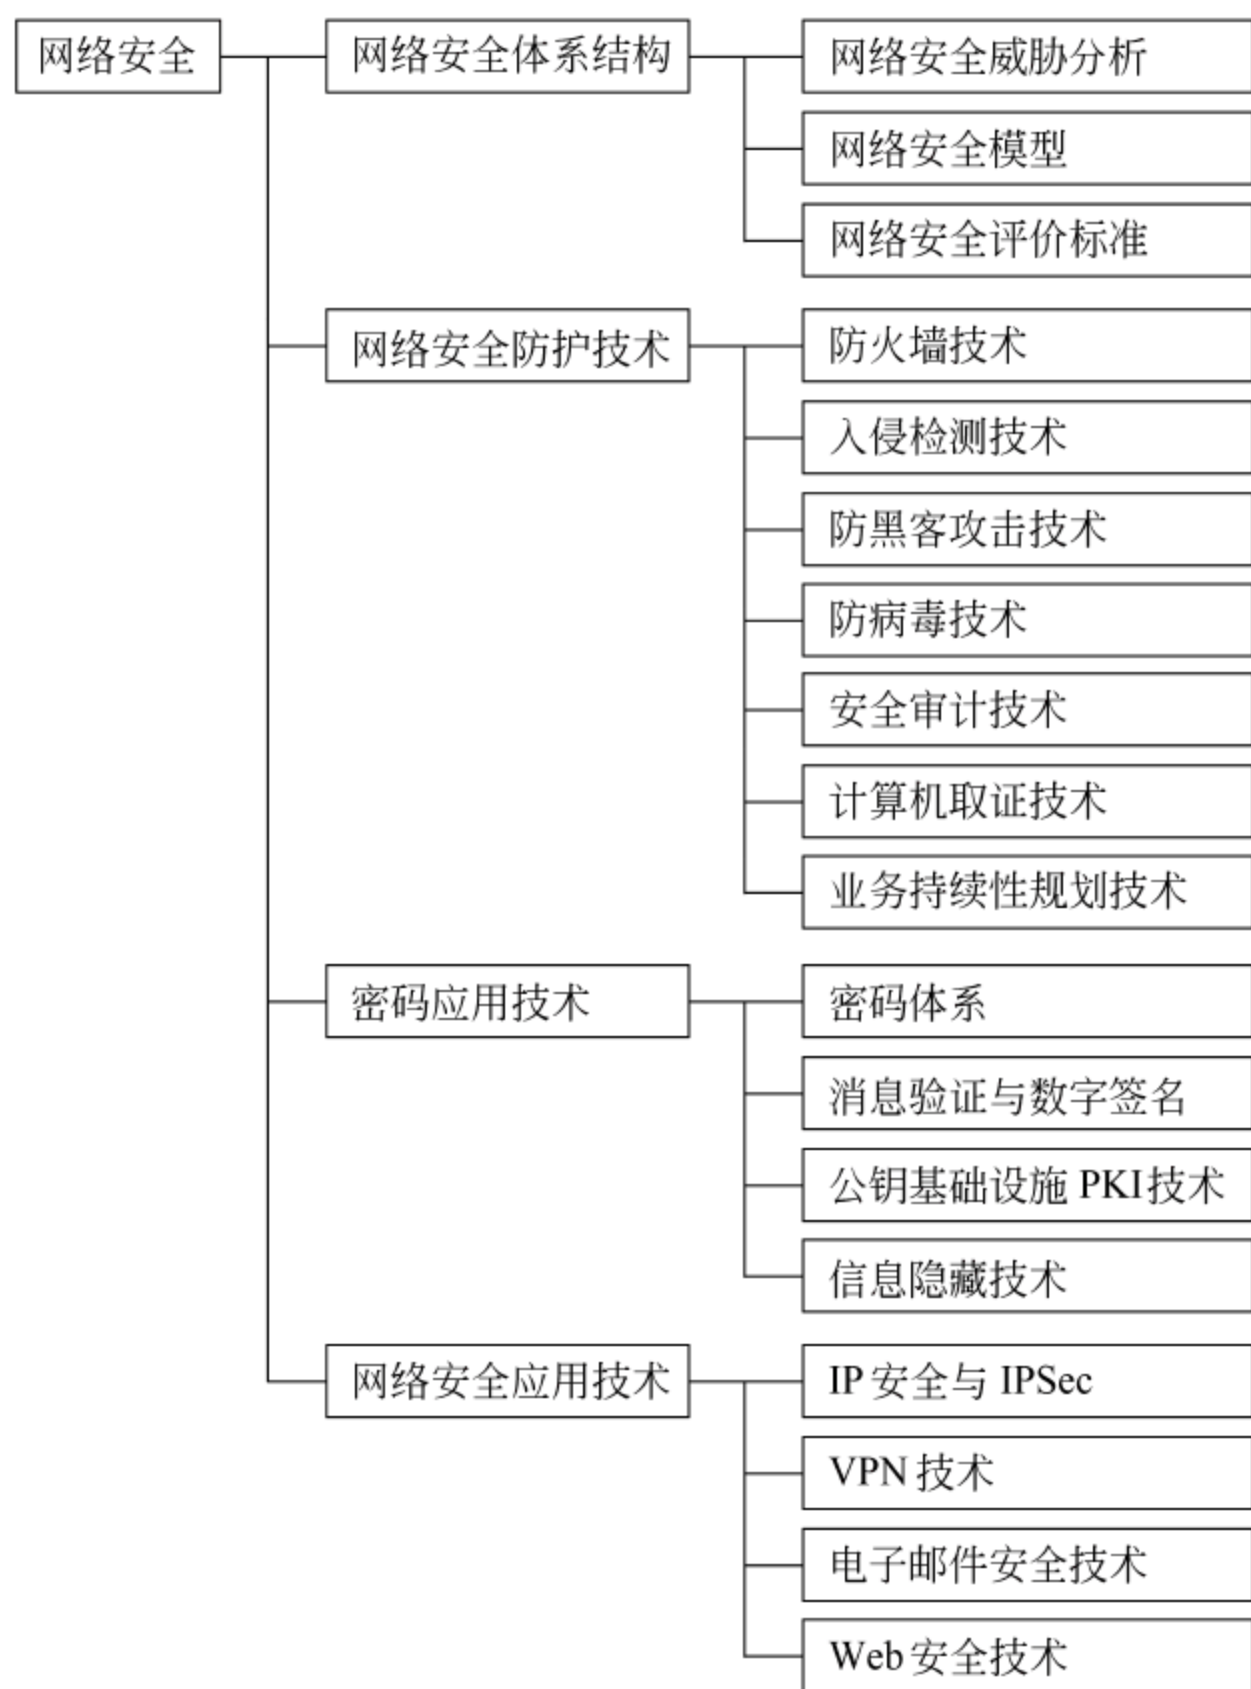 网络安全
网络安全体系结构
网络安全威胁分析
网络安全模型
网络安全评价标准
网络安全防护技术
防火墙技术
入侵检测技术
防黑客攻击技术
防病毒技术
安全审计技术
计算机取证技术
业务持续性规划技术
密码应用技术
密码体系
消息验证与数字签名
公钥基础设施 PKI技术
信息隐藏技术
网络安全应用技术
IP 安全与 IPSec
VPN 技术
电子邮件安全技术
Web 安全技术